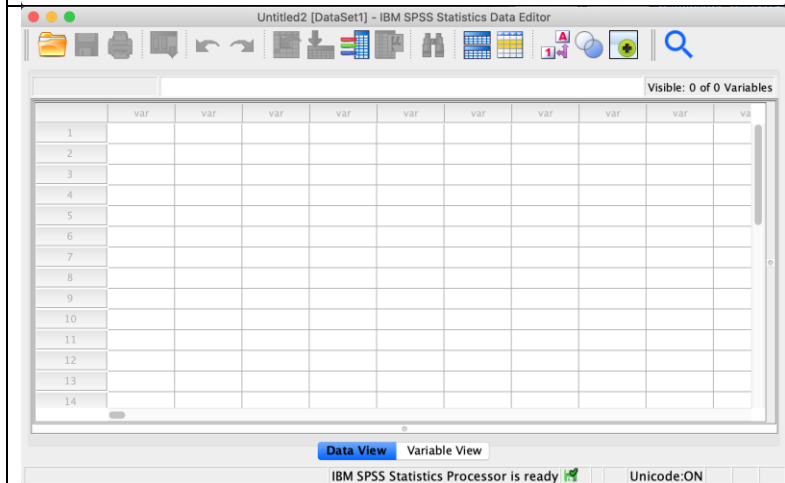 Untitled2 [DataSet1] - IBM SPSS Statistics Data Editor
A
1
μ
Visible: 0 of 0 Variables
var var var var var var var var var va
1
2
3
4
5
6
7
8
9
10
11
12
13
14
Data View Variable View
IBM SPSS Statistics Processor is ready Unicode:ON